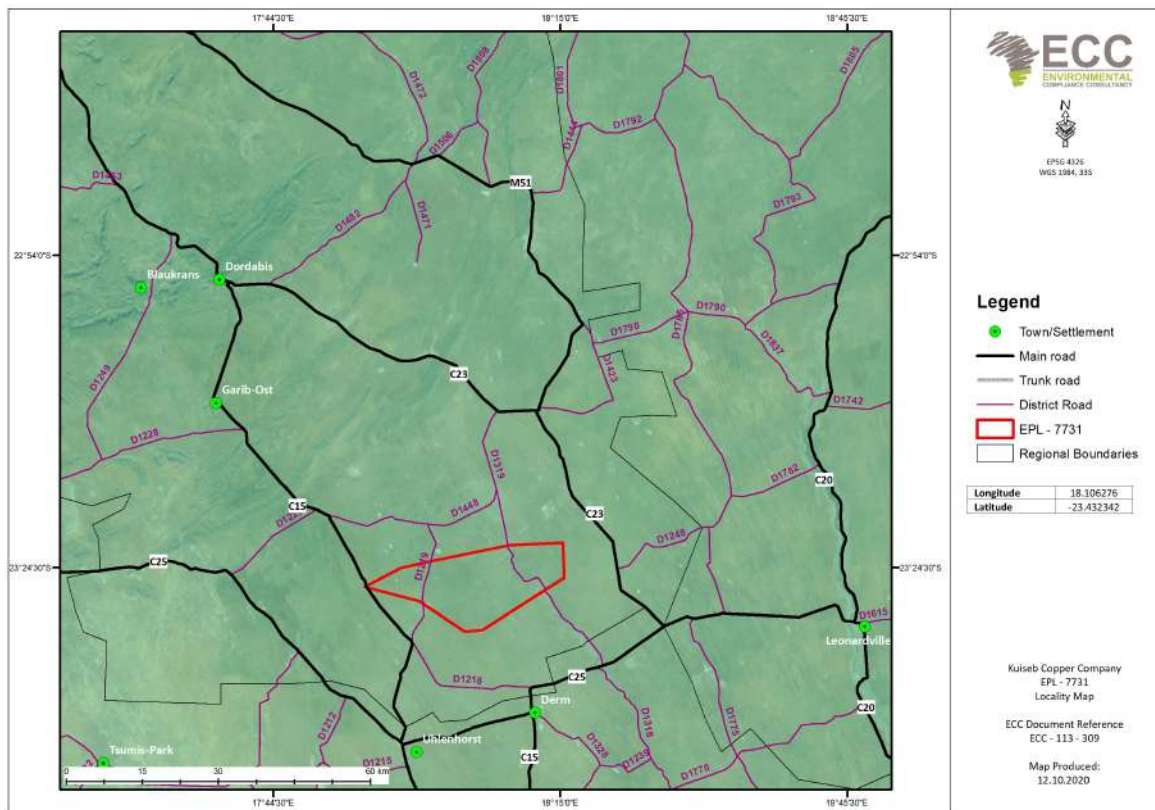 17°44'30"E
18°15'0"E
18°45'30"E
D1808
D1472
D1801
D1805
D1792
D1444
D1506
D1463
M51
D1793
D1482
D1471
22°54'0"S
22°54'0"S
Dordabis
Blaukrans
D1790
D1790
D1837
D1249
C23
D1423
Garib-Ost
D1742
D1228
D1319
D1782
C20
C15
D1448
C23
D1248
C25
23°24'30"S
23°24'30"S
D1615
Leonardville
D1218
C25
Derm
C20
D1212
D1318
D1775
Tsumis-Park
Uhlenhorst
D1215
C15
D1328
D1239
D1776
0 15 30 45 60 km
17°44'30"E
18°15'0"E
18°45'30"E
ECC
ENVIRONMENTAL
COMPLIANCE CONSULTANCY
N
EPSG 4326
WGS 1984, 33S
Legend
Town/Settlement
Main road
Trunk road
District Road
EPL - 7731
Regional Boundaries
Longitude 18.106276
Latitude -23.432342
Kuiseb Copper Company
EPL - 7731
Locality Map
ECC Document Reference
ECC - 113 - 309
Map Produced:
12.10.2020